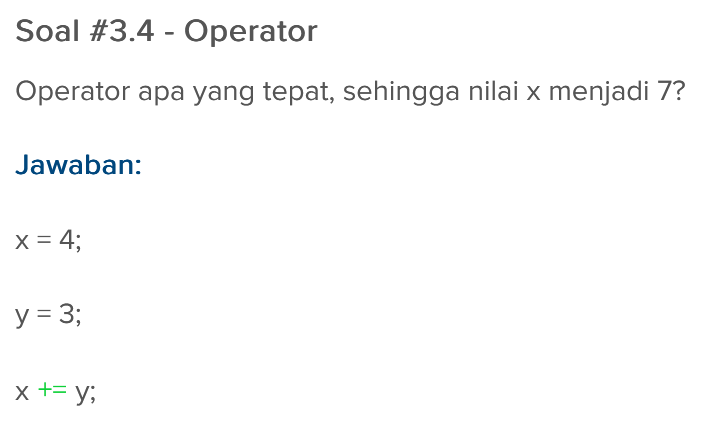 Soal #3.4 - Operator
Operator apa yang tepat, sehingga nilai x menjadi 7?
Jawaban:
x = 4;
y = 3;
x += y;